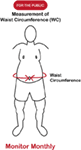 FOR THE PUBLIC
Measurement of
Waist Circumference (WC)
Waist
Circumference
Monitor Monthly